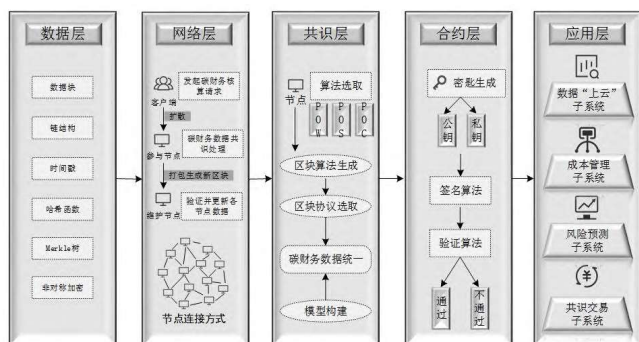 数据层
数据块
链结构
时间戳
哈希函数
Merkle树
非对称加密
网络层
发起碳财务核
算请求
客户端
扩散
碳财务数据共
识处理
参与节点
打包生成新区块
验证并更新各
节点数据
维护节点
节点连接方式
共识层
算法选取
节点
POW
POS
POC
区块算法生成
区块协议选取
碳财务数据统一
模型构建
合约层
密匙生成
公钥
私钥
签名算法
验证算法
通过
不通过
应用层
数据“上云”
子系统
成本管理
子系统
风险预测
子系统
共识交易
子系统